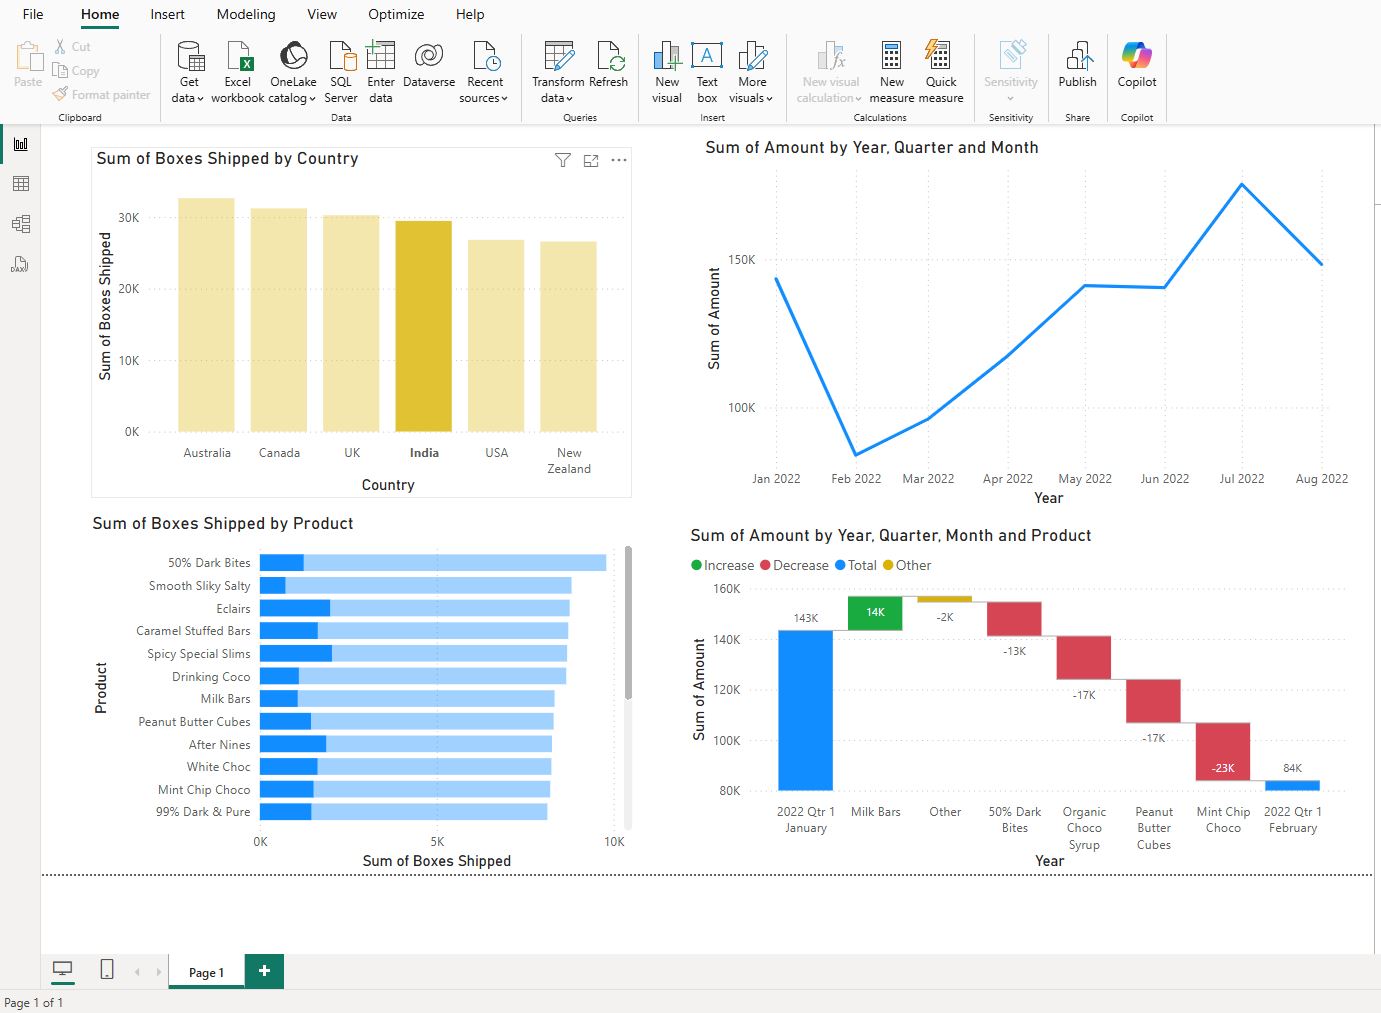 File Home Insert Modeling View Optimize Help
Paste
Cut
Copy
Format painter
Clipboard
Get data
Excel workbook
OneLake catalog
SQL Server
Enter data
Dataverse
Recent sources
Data
Transform data
Refresh
Queries
New visual
Text box
More visuals
Insert
New visual calculation
New measure
Quick measure
Calculations
Sensitivity
Sensitivity
Publish
Share
Copilot
Copilot
DAX
Sum of Boxes Shipped by Country
Sum of Boxes Shipped
30K
20K
10K
0K
Australia Canada UK India USA New Zealand
Country
Sum of Amount by Year, Quarter and Month
Sum of Amount
150K
100K
Jan 2022 Feb 2022 Mar 2022 Apr 2022 May 2022 Jun 2022 Jul 2022 Aug 2022
Year
Sum of Boxes Shipped by Product
Product
50% Dark Bites
Smooth Sliky Salty
Eclairs
Caramel Stuffed Bars
Spicy Special Slims
Drinking Coco
Milk Bars
Peanut Butter Cubes
After Nines
White Choc
Mint Chip Choco
99% Dark & Pure
0K 5K 10K
Sum of Boxes Shipped
Sum of Amount by Year, Quarter, Month and Product
Increase Decrease Total Other
Sum of Amount
160K
140K
120K
100K
80K
143K
14K
-2K
-13K
-17K
-17K
-23K
84K
2022 Qtr 1 January
Milk Bars
Other
50% Dark Bites
Organic Choco Syrup
Peanut Butter Cubes
Mint Chip Choco
2022 Qtr 1 February
Year
Page 1
+
Page 1 of 1